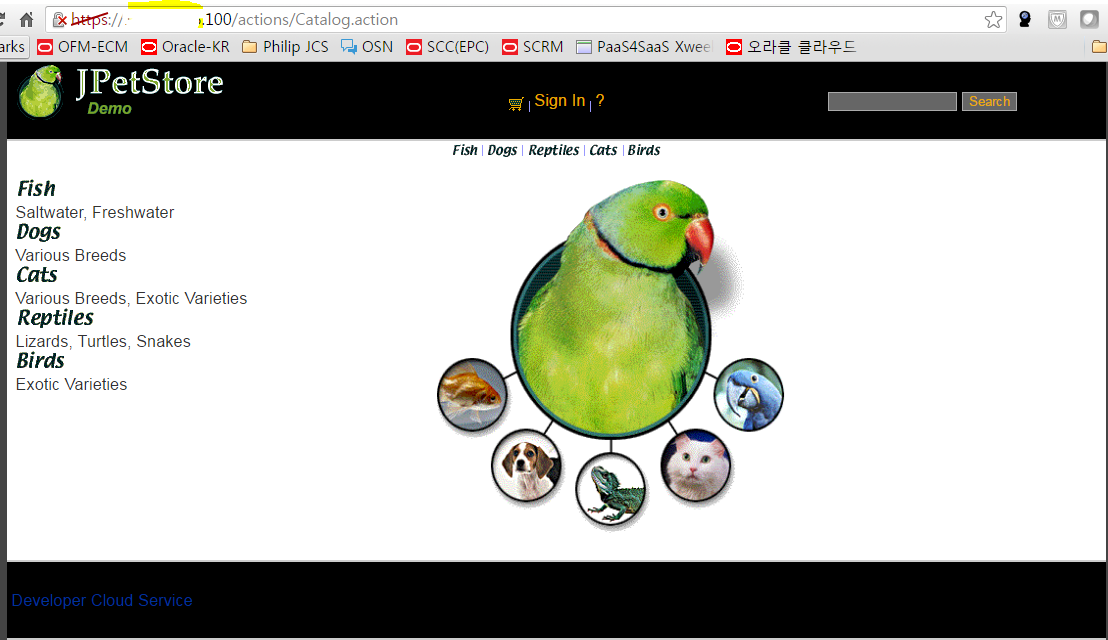 https://.100/actions/Catalog.action
arks OFM-ECM Oracle-KR Philip JCS OSN SCC(EPC) SCRM PaaS4SaaS Xwee 오라클 클라우드
JPetStore
Demo
| Sign In | ?
Search
Fish | Dogs | Reptiles | Cats | Birds
Fish
Saltwater, Freshwater
Dogs
Various Breeds
Cats
Various Breeds, Exotic Varieties
Reptiles
Lizards, Turtles, Snakes
Birds
Exotic Varieties
Developer Cloud Service